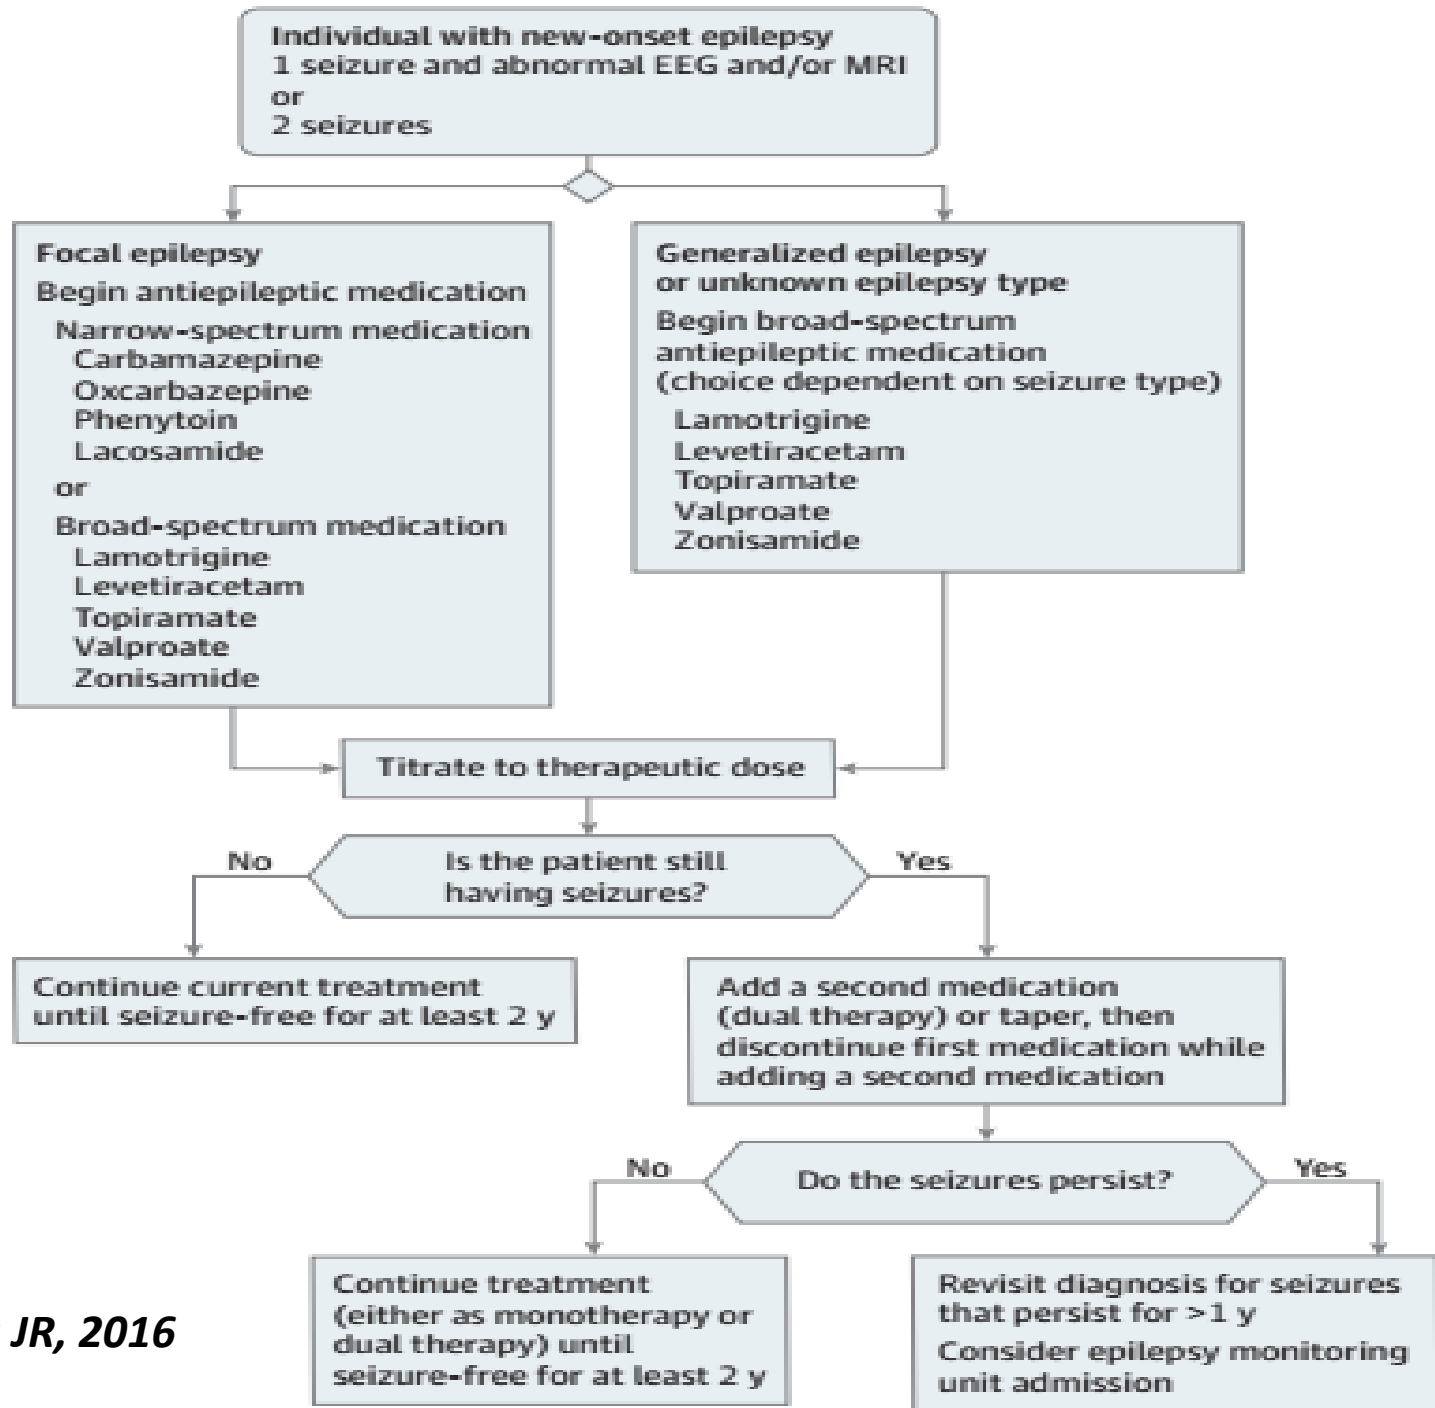 Individual with new-onset epilepsy
1 seizure and abnormal EEG and/or MRI
or
2 seizures
Focal epilepsy
Begin antiepileptic medication
Narrow-spectrum medication
Carbamazepine
Oxcarbazepine
Phenytoin
Lacosamide
or
Broad-spectrum medication
Lamotrigine
Levetiracetam
Topiramate
Valproate
Zonisamide
Generalized epilepsy
or unknown epilepsy type
Begin broad-spectrum
antiepileptic medication
(choice dependent on seizure type)
Lamotrigine
Levetiracetam
Topiramate
Valproate
Zonisamide
Titrate to therapeutic dose
Is the patient still
having seizures?
No
Yes
Continue current treatment
until seizure-free for at least 2 y
Add a second medication
(dual therapy) or taper, then
discontinue first medication while
adding a second medication
Do the seizures persist?
No
Yes
Continue treatment
(either as monotherapy or
dual therapy) until
seizure-free for at least 2 y
Revisit diagnosis for seizures
that persist for >1 y
Consider epilepsy monitoring
unit admission
JR, 2016